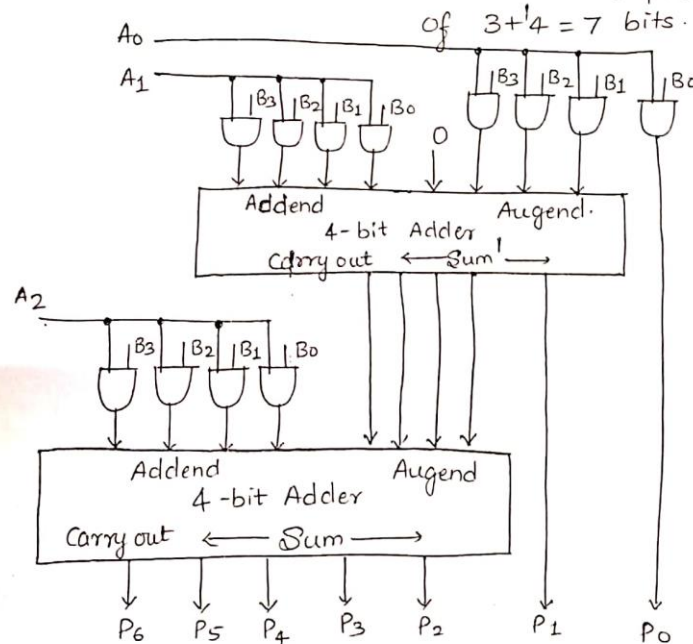 of 3+4 = 7 bits.
A0
A1
B3 B2 B1 B0
B3 B2 B1 B0
0
Addend Augend.
4-bit Adder
Carry out Sum
A2
B3 B2 B1 B0
Addend Augend
4-bit Adder
Carry out Sum
P6 P5 P4 P3 P2 P1 P0